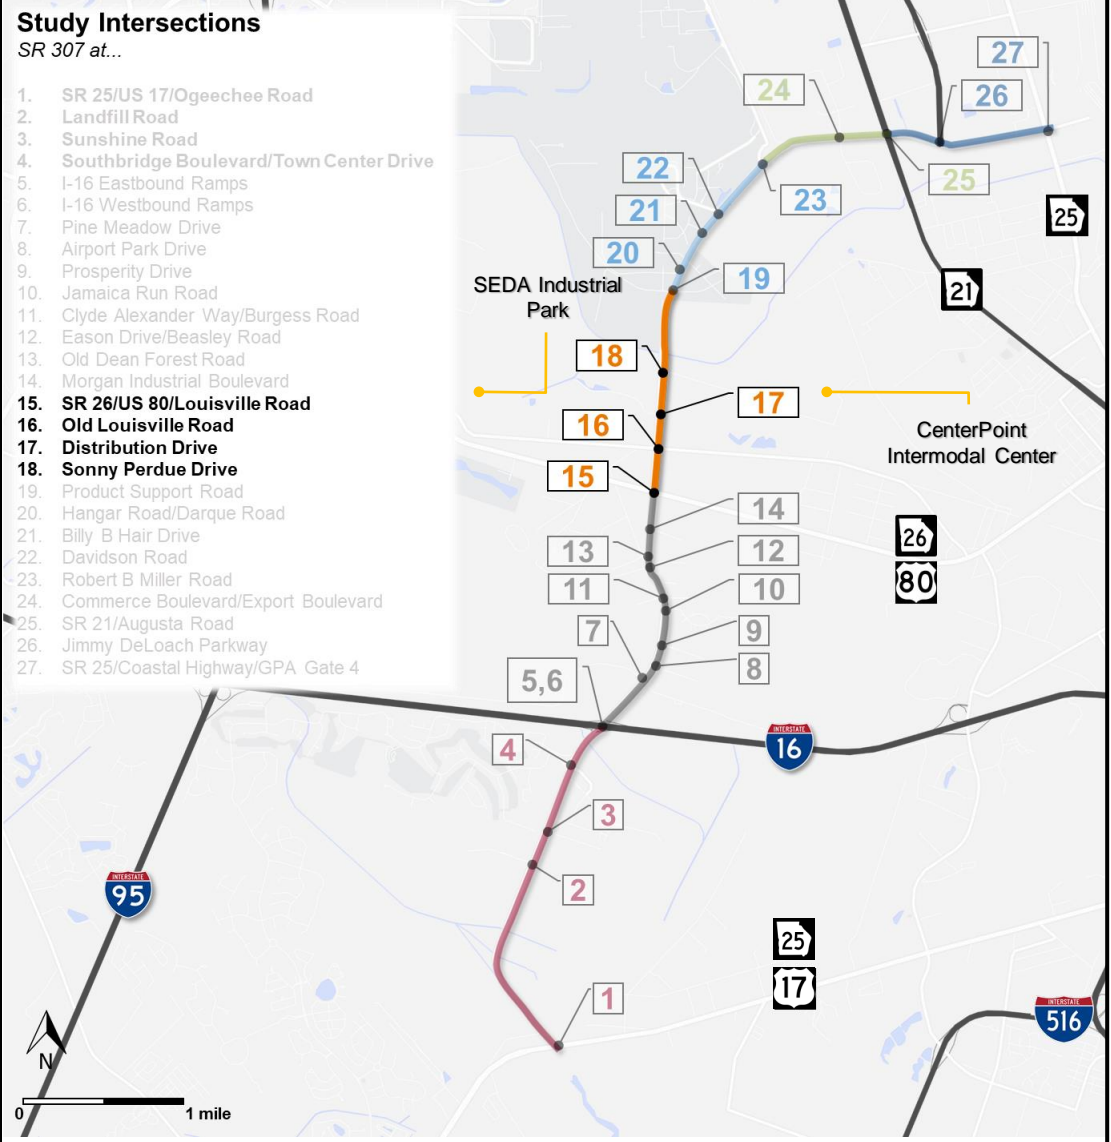 Study Intersections
SR 307 at...
1. SR 25/US 17/Ogeechee Road
2. Landfill Road
3. Sunshine Road
4. Southbridge Boulevard/Town Center Drive
5. I-16 Eastbound Ramps
6. I-16 Westbound Ramps
7. Pine Meadow Drive
8. Airport Park Drive
9. Prosperity Drive
10. Jamaica Run Road
11. Clyde Alexander Way/Burgess Road
12. Eason Drive/Beasley Road
13. Old Dean Forest Road
14. Morgan Industrial Boulevard
15. SR 26/US 80/Louisville Road
16. Old Louisville Road
17. Distribution Drive
18. Sonny Perdue Drive
19. Product Support Road
20. Hangar Road/Darque Road
21. Billy B Hair Drive
22. Davidson Road
23. Robert B Miller Road
24. Commerce Boulevard/Export Boulevard
25. SR 21/Augusta Road
26. Jimmy DeLoach Parkway
27. SR 25/Coastal Highway/GPA Gate 4
27
24
26
22
25
23
21
25
20
19
SEDA Industrial
Park
21
18
17
16
CenterPoint
Intermodal Center
15
14
26
13
12
80
11
10
7
9
8
5,6
INTERSTATE
16
4
3
INTERSTATE
95
2
25
17
1
INTERSTATE
516
N
0
1 mile